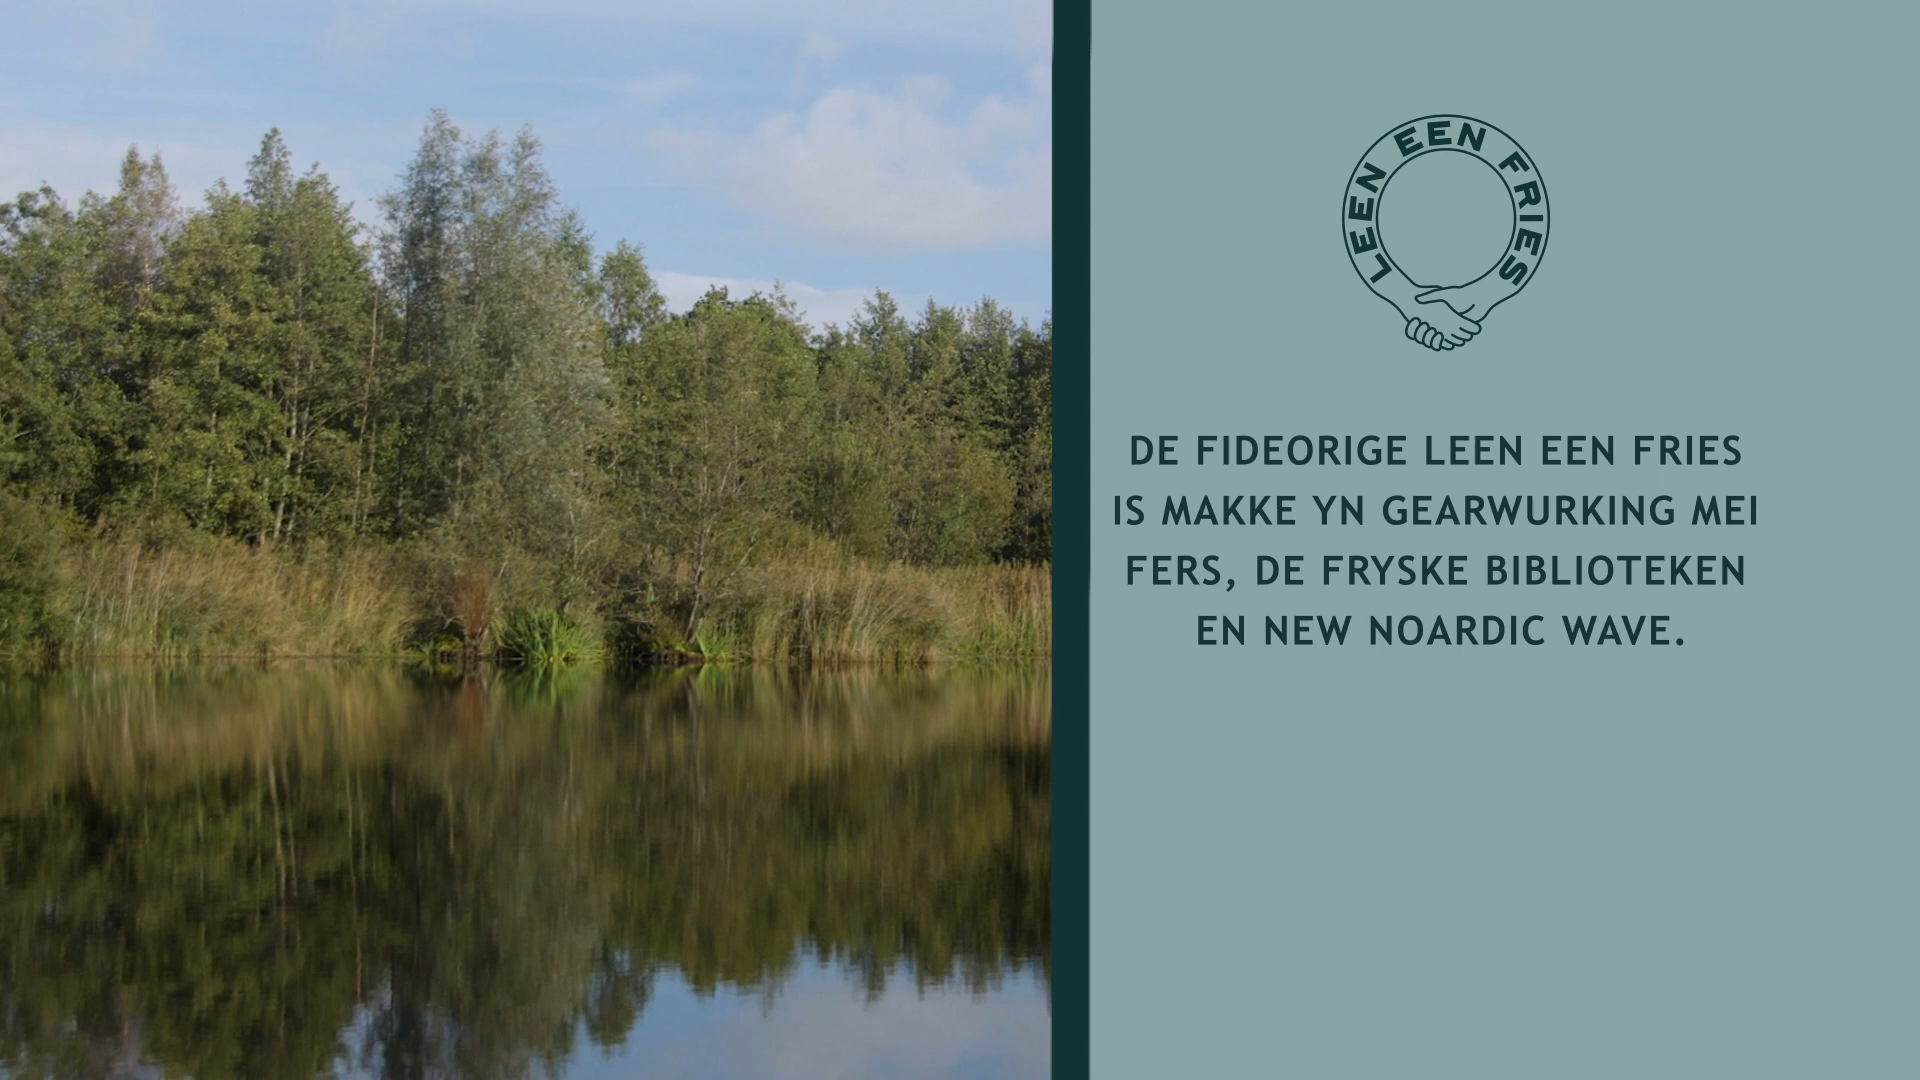 LEEN EEN FRIES
DE FIDEORIGE LEEN EEN FRIES
IS MAKKE YN GEARWURKING MEI
FERS, DE FRYSKE BIBLIOTEKEN
EN NEW NOARDIC WAVE.